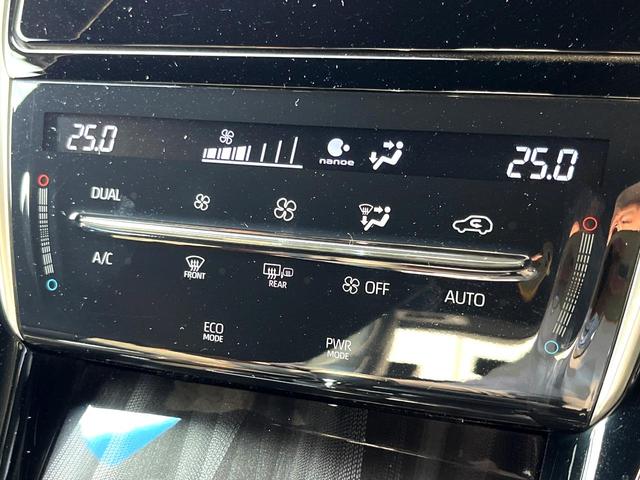 25.0
nanoe
25.0
DUAL
A/C
FRONT
REAR
OFF
AUTO
ECO
MODE
PWR
MODE